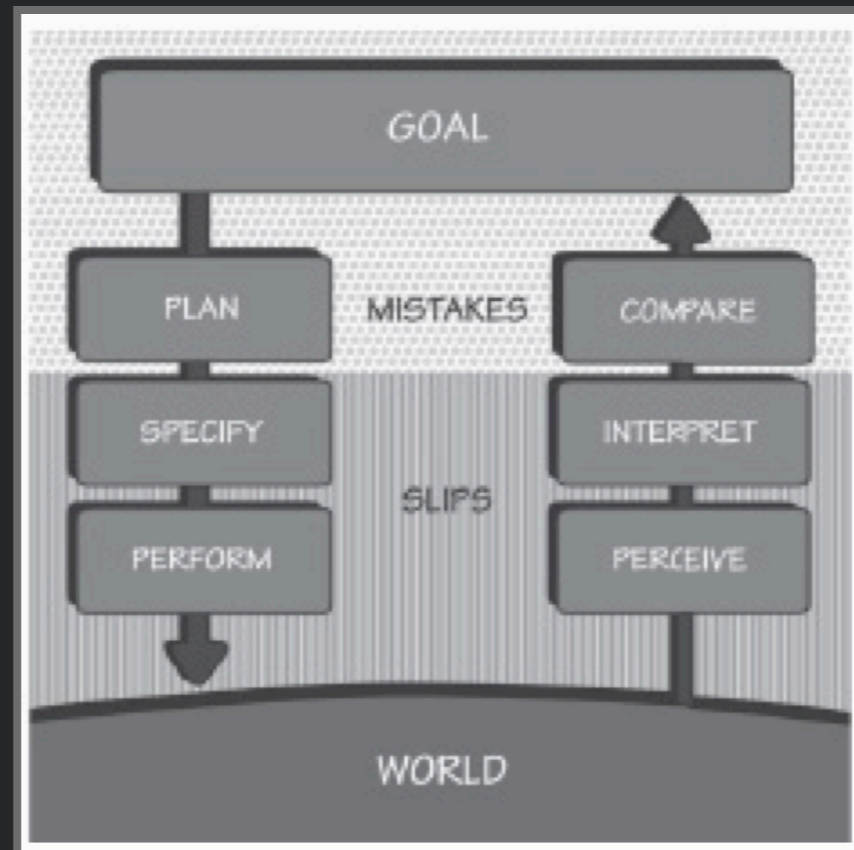 GOAL
PLAN
MISTAKES
COMPARE
SPECIFY
INTERPRET
SLIPS
PERFORM
PERCEIVE
WORLD